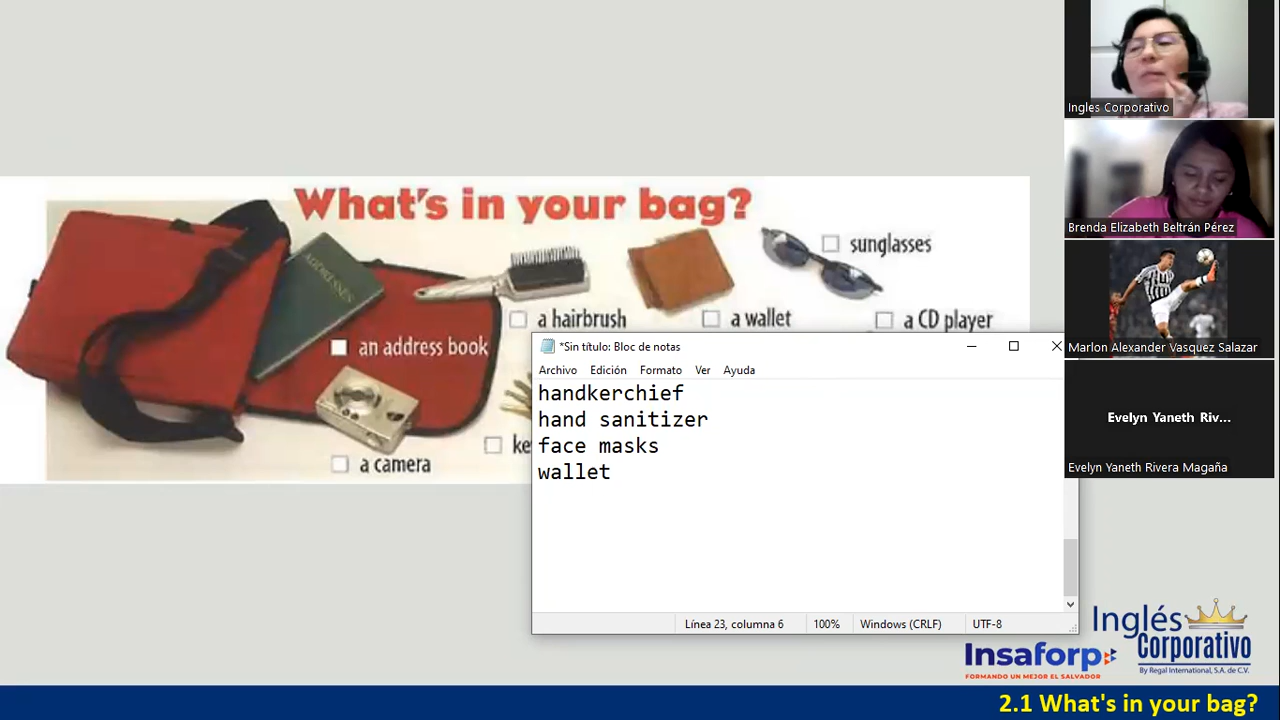 What's in your bag?
ADDRESSES
sunglasses
a hairbrush
a wallet
a CD player
an address book
a camera
*Sin título: Bloc de notas
Archivo Edición Formato Ver Ayuda
handkerchief
hand sanitizer
face masks
wallet
Línea 23, columna 6 100% Windows (CRLF) UTF-8
Ingles Corporativo
Brenda Elizabeth Beltrán Pérez
Marlon Alexander Vasquez Salazar
Evelyn Yaneth Riv...
Evelyn Yaneth Rivera Magaña
Insaforp
FORMANDO UN MEJOR EL SALVADOR
Inglés
Corporativo
By Regal International, S.A. de C.V.
2.1 What's in your bag?